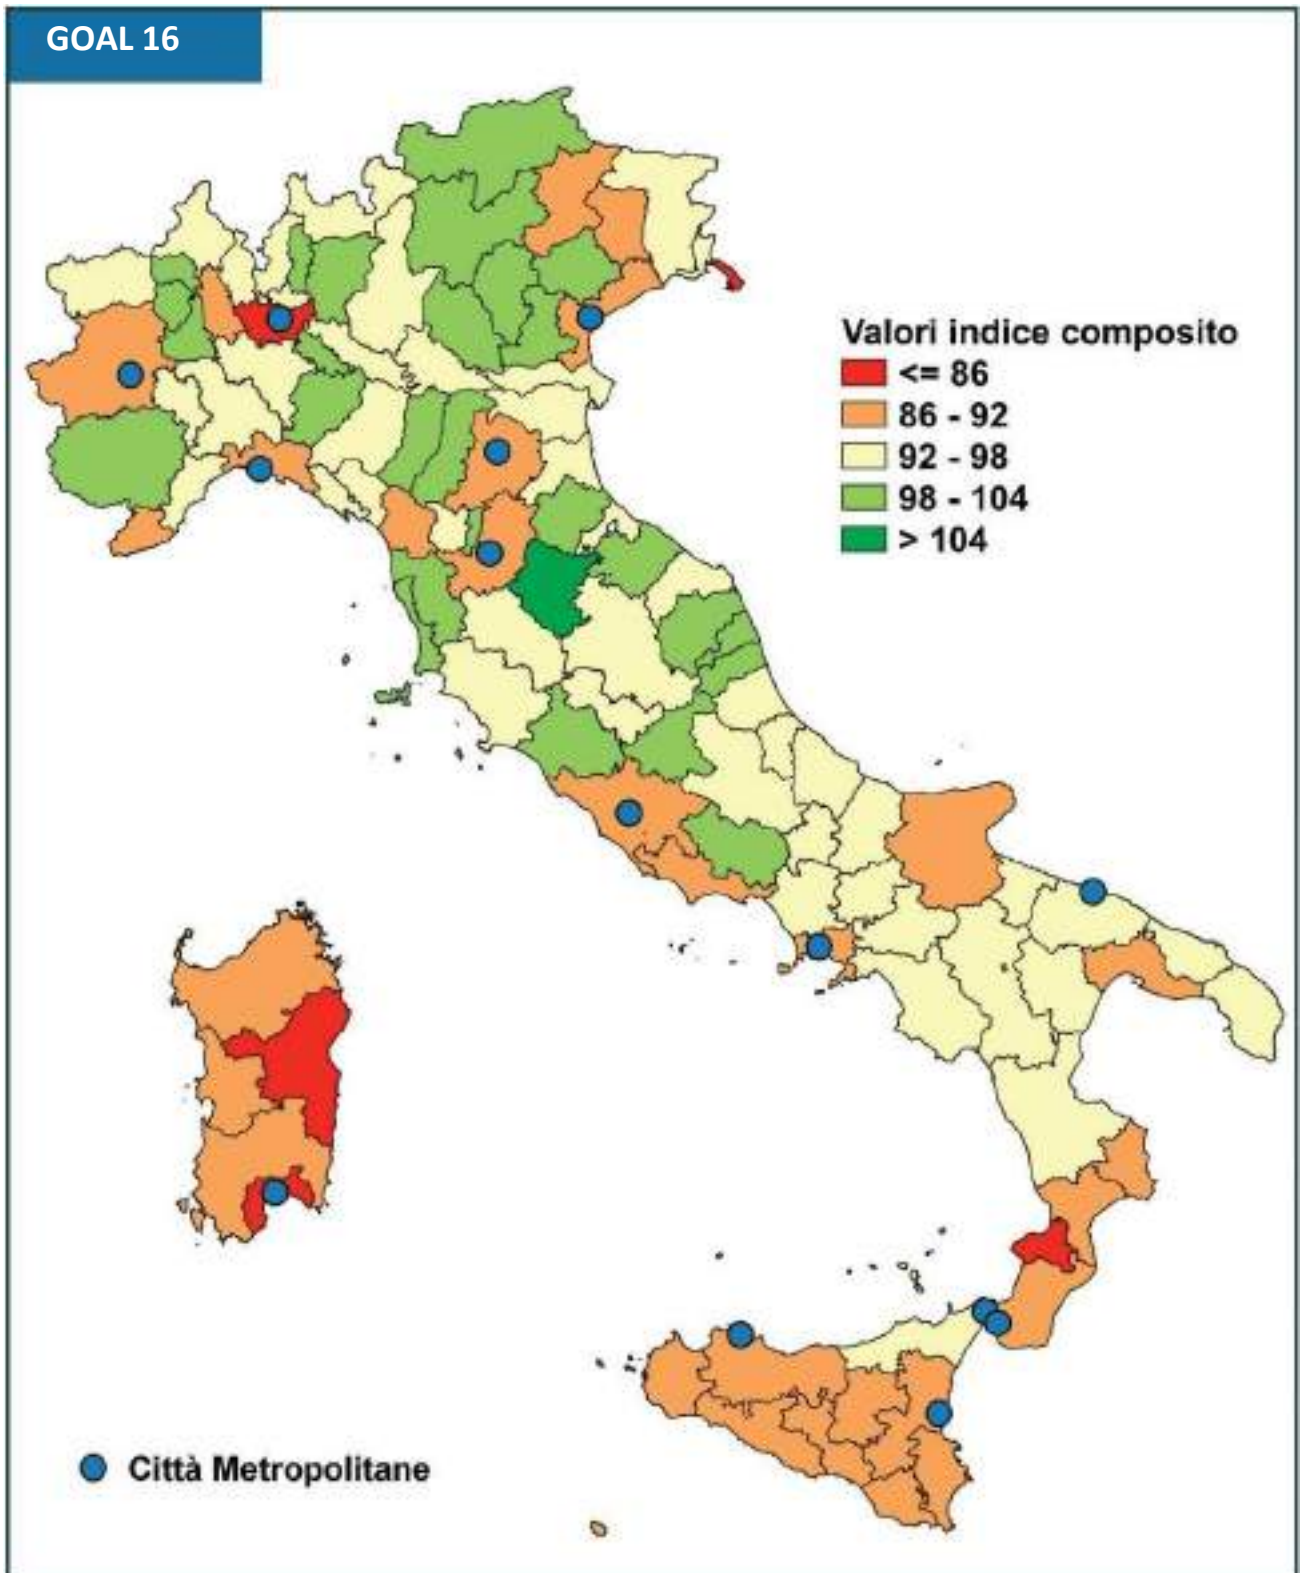 GOAL 16
Valori indice composito
<= 86
86 - 92
92 - 98
98 - 104
> 104
Città Metropolitane